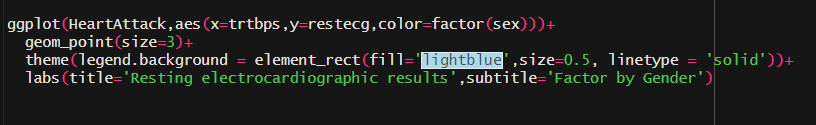 ggplot(HeartAttack,aes(x=trtbps,y=restecg,color=factor(sex)))+
  geom_point(size=3)+
  theme(legend.background = element_rect(fill='lightblue',size=0.5, linetype = 'solid'))+
  labs(title='Resting electrocardiographic results',subtitle='Factor by Gender')